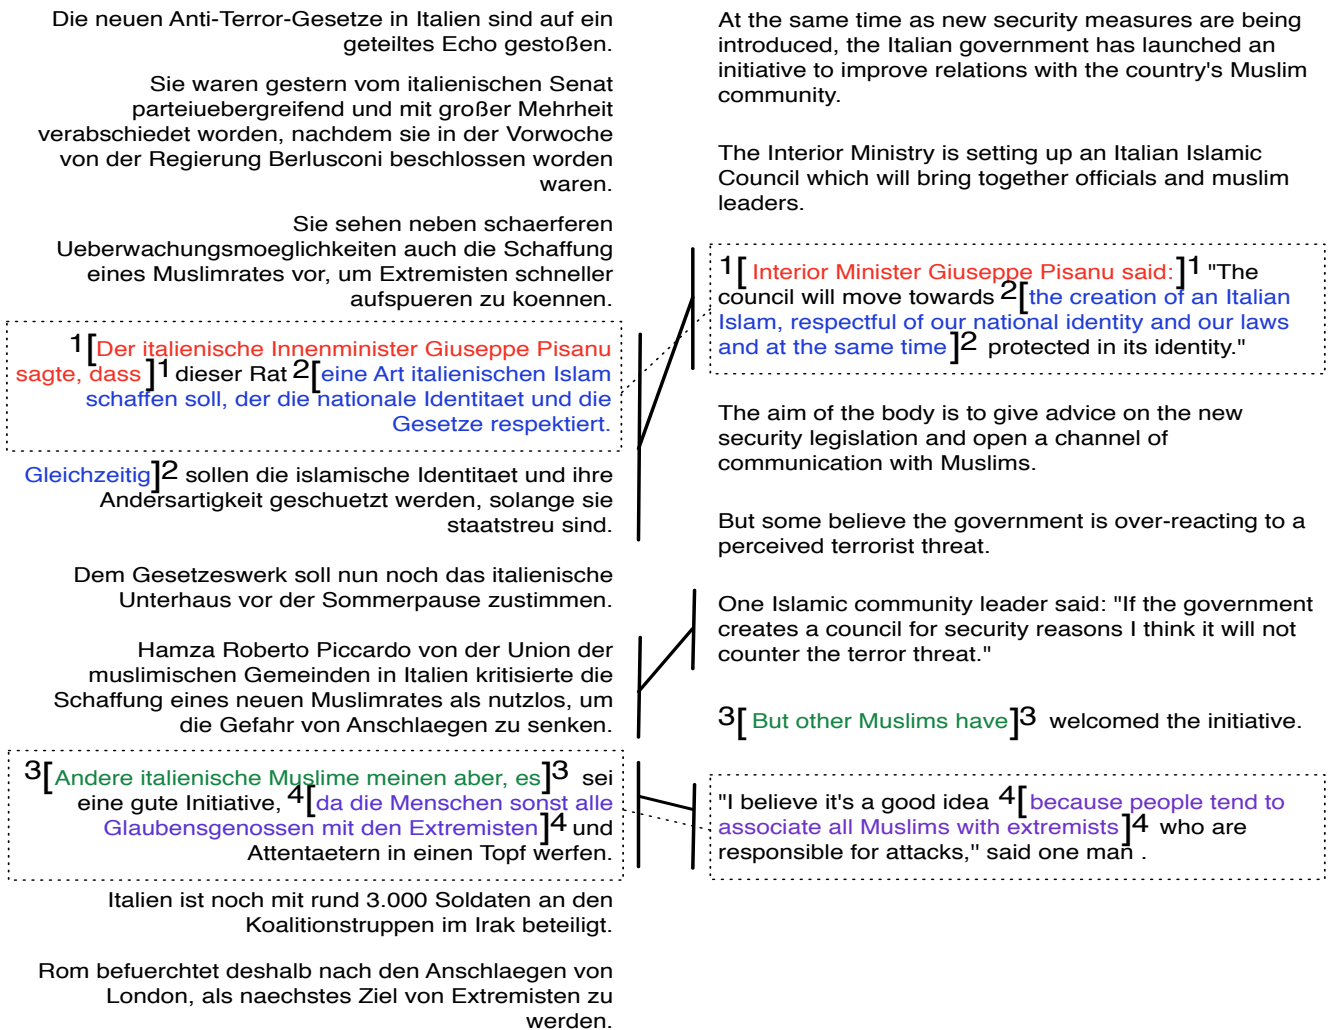 Die neuen Anti-Terror-Gesetze in Italien sind auf ein
geteiltes Echo gestoßen.
Sie waren gestern vom italienischen Senat
parteiuebergreifend und mit großer Mehrheit
verabschiedet worden, nachdem sie in der Vorwoche
von der Regierung Berlusconi beschlossen worden
waren.
Sie sehen neben schaerferen
Ueberwachungsmoeglichkeiten auch die Schaffung
eines Muslimrates vor, um Extremisten schneller
aufspueren zu koennen.
1[Der italienische Innenminister Giuseppe Pisanu
sagte, dass ]1 dieser Rat 2[eine Art italienischen Islam
schaffen soll, der die nationale Identitaet und die
Gesetze respektiert.
Gleichzeitig]2 sollen die islamische Identitaet und ihre
Andersartigkeit geschuetzt werden, solange sie
staatstreu sind.
Dem Gesetzeswerk soll nun noch das italienische
Unterhaus vor der Sommerpause zustimmen.
Hamza Roberto Piccardo von der Union der
muslimischen Gemeinden in Italien kritisierte die
Schaffung eines neuen Muslimrates als nutzlos, um
die Gefahr von Anschlaegen zu senken.
3[Andere italienische Muslime meinen aber, es]3 sei
eine gute Initiative, 4[da die Menschen sonst alle
Glaubensgenossen mit den Extremisten ]4 und
Attentaetern in einen Topf werfen.
Italien ist noch mit rund 3.000 Soldaten an den
Koalitionstruppen im Irak beteiligt.
Rom befuerchtet deshalb nach den Anschlaegen von
London, als naechstes Ziel von Extremisten zu
werden.
At the same time as new security measures are being
introduced, the Italian government has launched an
initiative to improve relations with the country's Muslim
community.
The Interior Ministry is setting up an Italian Islamic
Council which will bring together officials and muslim
leaders.
1[ Interior Minister Giuseppe Pisanu said: ]1 "The
council will move towards 2[the creation of an Italian
Islam, respectful of our national identity and our laws
and at the same time ]2 protected in its identity."
The aim of the body is to give advice on the new
security legislation and open a channel of
communication with Muslims.
But some believe the government is over-reacting to a
perceived terrorist threat.
One Islamic community leader said: "If the government
creates a council for security reasons I think it will not
counter the terror threat."
3[ But other Muslims have]3 welcomed the initiative.
"I believe it's a good idea 4[ because people tend to
associate all Muslims with extremists ]4 who are
responsible for attacks," said one man .